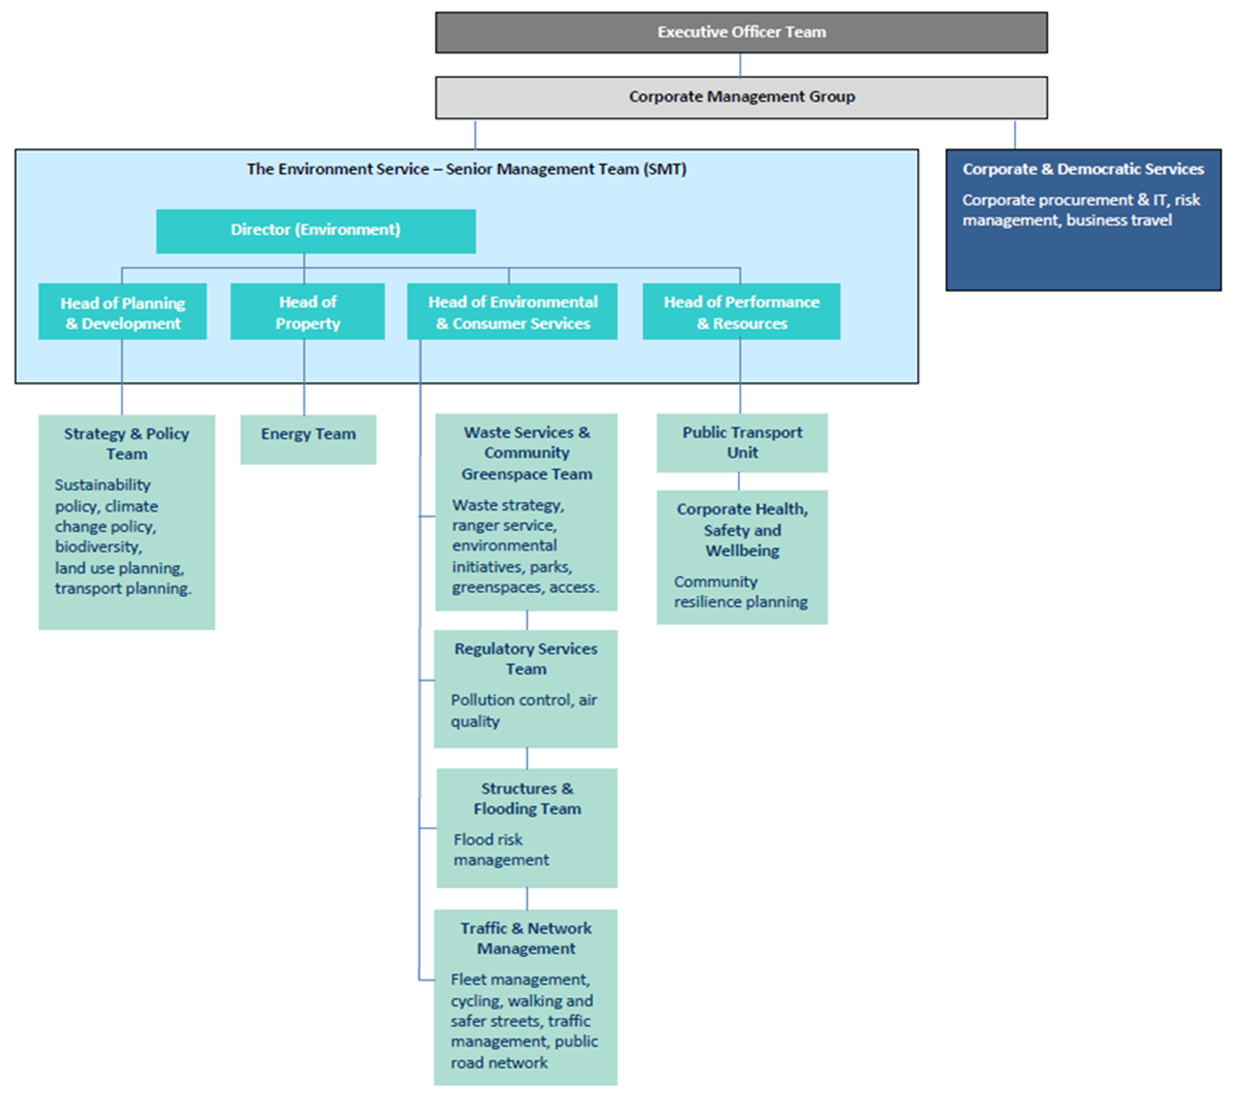 Executive Officer Team
Corporate Management Group
The Environment Service – Senior Management Team (SMT)
Corporate & Democratic Services
Corporate procurement & IT, risk
management, business travel
Director (Environment)
Head of Planning
& Development
Head of
Property
Head of Environmental
& Consumer Services
Head of Performance
& Resources
Strategy & Policy
Team
Sustainability
policy, climate
change policy,
biodiversity,
land use planning,
transport planning.
Energy Team
Waste Services &
Community
Greenspace Team
Waste strategy,
ranger service,
environmental
initiatives, parks,
greenspaces, access.
Regulatory Services
Team
Pollution control, air
quality
Structures &
Flooding Team
Flood risk
management
Traffic & Network
Management
Fleet management,
cycling, walking and
safer streets, traffic
management, public
road network
Public Transport
Unit
Corporate Health,
Safety and
Wellbeing
Community
resilience planning